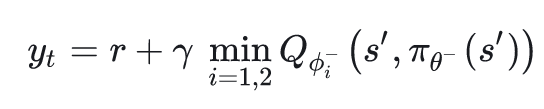 y_t = r + γ min_{i=1,2} Q_{ϕ_i^-} (s′, π_{θ^-} (s′))